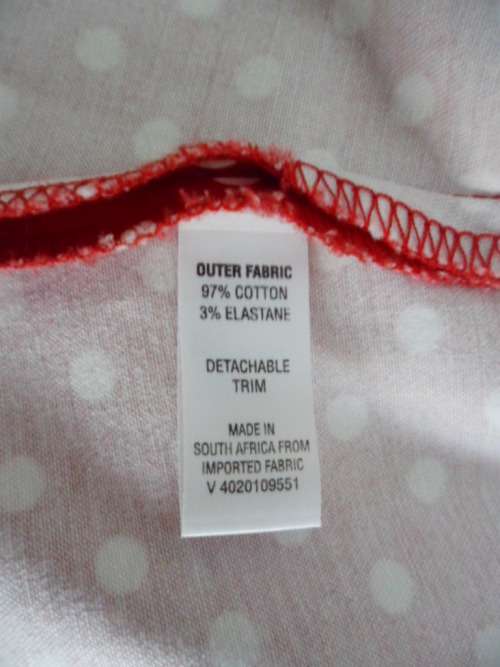 OUTER FABRIC
97% COTTON
3% ELASTANE
DETACHABLE
TRIM
MADE IN
SOUTH AFRICA FROM
IMPORTED FABRIC
V 4020109551